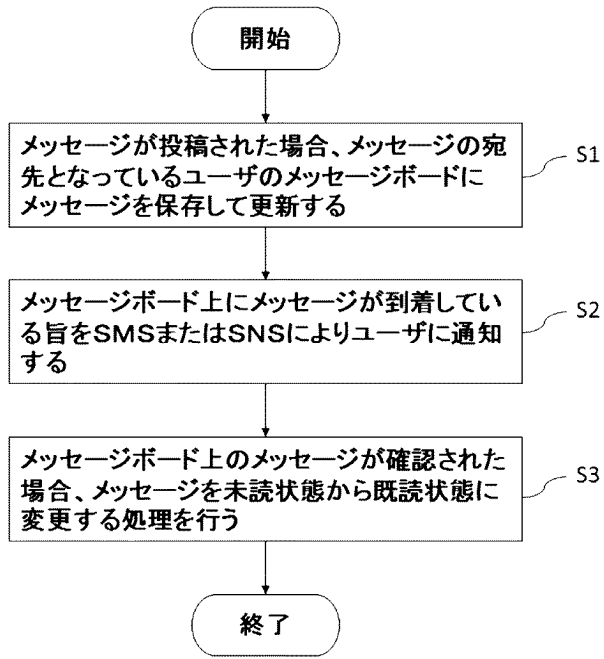 開始
メッセージが投稿された場合、メッセージの宛
先となっているユーザのメッセージボードに
メッセージを保存して更新する
S1
メッセージボード上にメッセージが到着してい
る旨をSMSまたはSNSによりユーザに通知
する
S2
メッセージボード上のメッセージが確認された
場合、メッセージを未読状態から既読状態に
変更する処理を行う
S3
終了